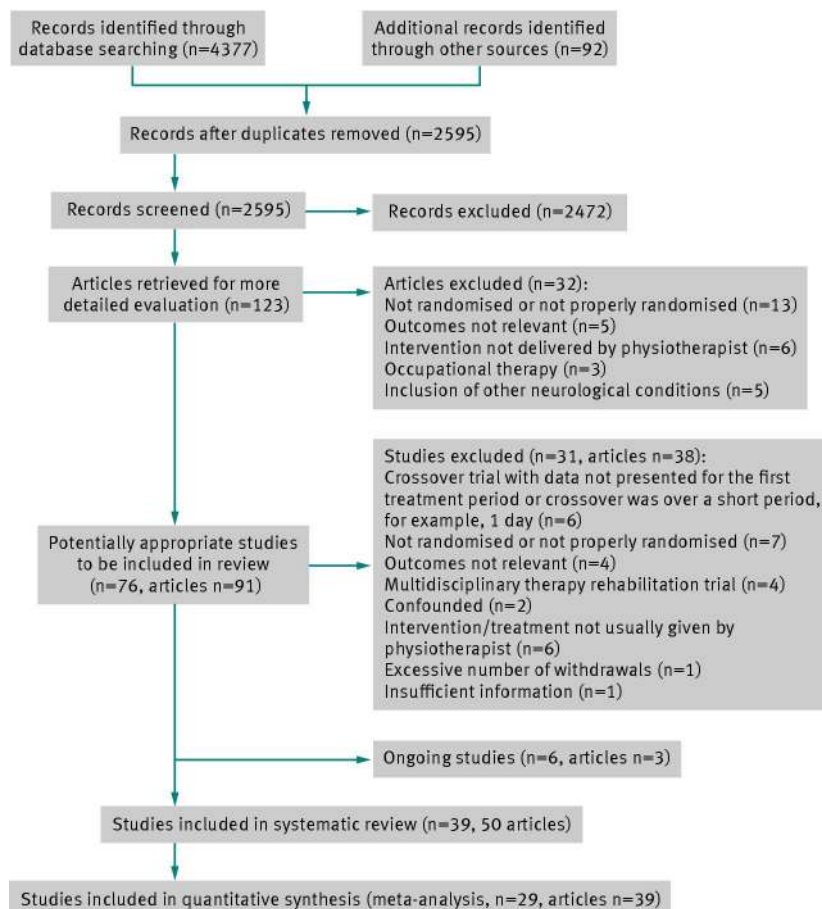 Records identified through
database searching (n=4377)
Additional records identified
through other sources (n=92)
Records after duplicates removed (n=2595)
Records screened (n=2595)
Records excluded (n=2472)
Articles retrieved for more
detailed evaluation (n=123)
Articles excluded (n=32):
Not randomised or not properly randomised (n=13)
Outcomes not relevant (n=5)
Intervention not delivered by physiotherapist (n=6)
Occupational therapy (n=3)
Inclusion of other neurological conditions (n=5)
Potentially appropriate studies
to be included in review
(n=76, articles n=91)
Studies excluded (n=31, articles n=38):
Crossover trial with data not presented for the first
treatment period or crossover was over a short period,
for example, 1 day (n=6)
Not randomised or not properly randomised (n=7)
Outcomes not relevant (n=4)
Multidisciplinary therapy rehabilitation trial (n=4)
Confounded (n=2)
Intervention/treatment not usually given by
physiotherapist (n=6)
Excessive number of withdrawals (n=1)
Insufficient information (n=1)
Ongoing studies (n=6, articles n=3)
Studies included in systematic review (n=39, 50 articles)
Studies included in quantitative synthesis (meta-analysis, n=29, articles n=39)